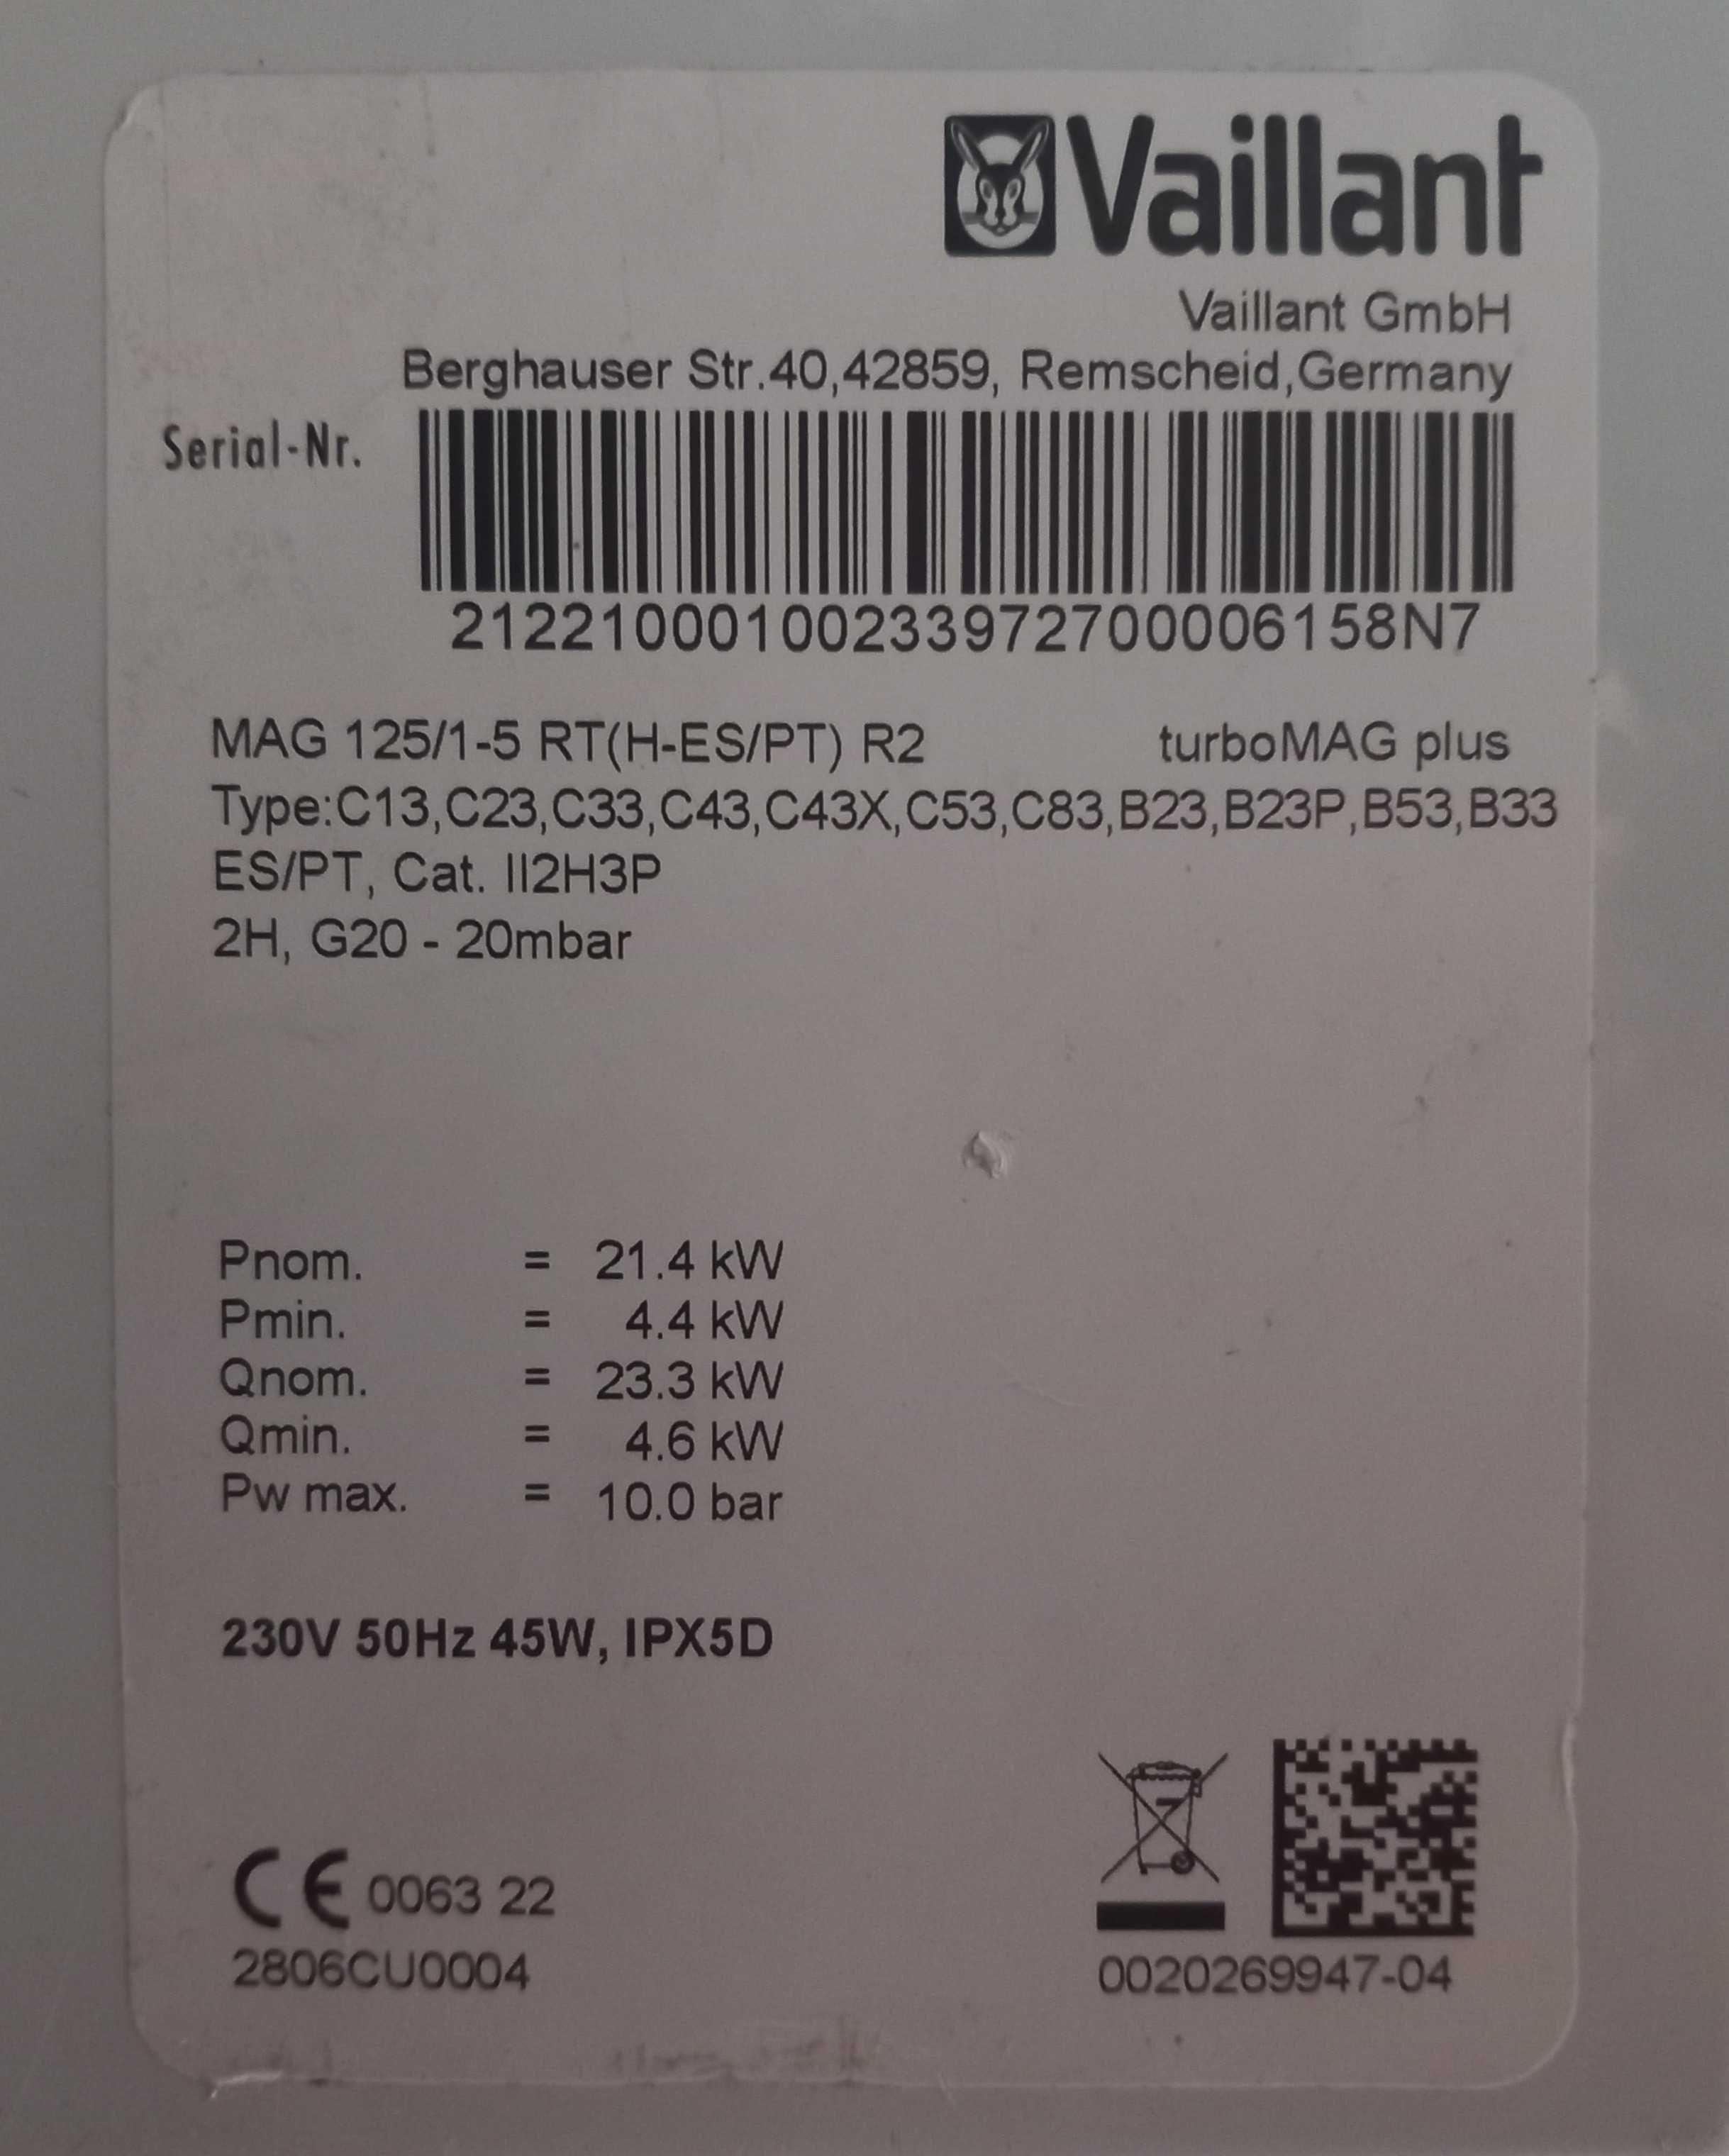 Vaillant
Vaillant GmbH
Berghauser Str.40,42859, Remscheid,Germany
Serial-Nr.
21221000100233972700006158N7
MAG 125/1-5 RT(H-ES/PT) R2 turboMAG plus
Type:C13,C23,C33,C43,C43X,C53,C83,B23,B23P,B53,B33
ES/PT, Cat. II2H3P
2H, G20 - 20mbar
Pnom. = 21.4 kW
Pmin. = 4.4 kW
Qnom. = 23.3 kW
Qmin. = 4.6 kW
Pw max. = 10.0 bar
230V 50Hz 45W, IPX5D
CE 0063 22
2806CU0004
0020269947-04